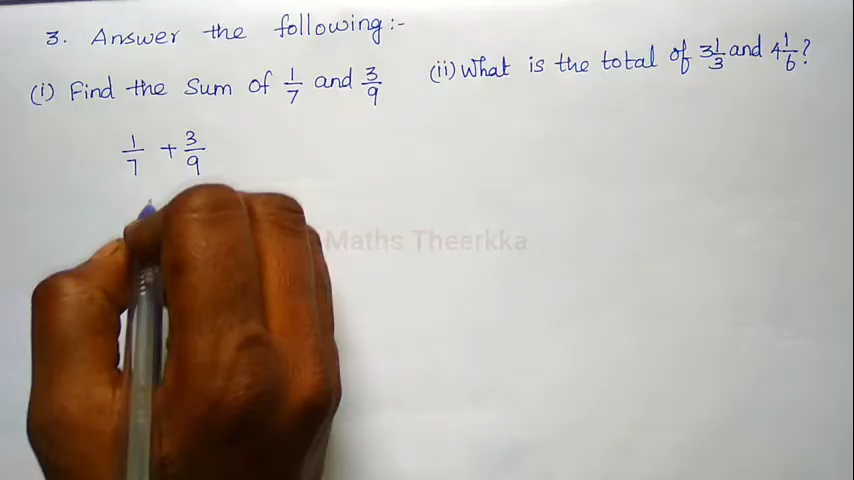 3. Answer the following:-
(i) Find the Sum of 1/7 and 3/9
(ii) What is the total of 3 1/3 and 4 1/6?
1/7 + 3/9
Maths Theerkka